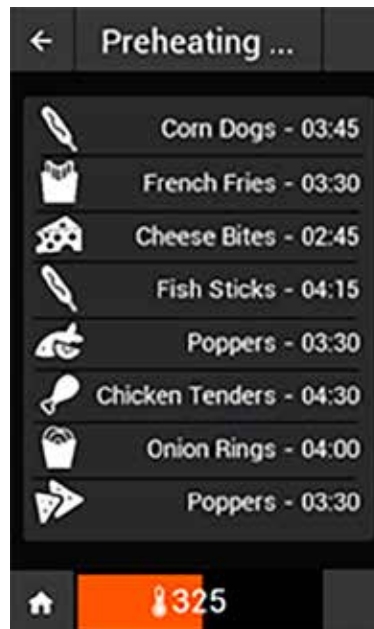 Preheating ...
Corn Dogs - 03:45
French Fries - 03:30
Cheese Bites - 02:45
Fish Sticks - 04:15
Poppers - 03:30
Chicken Tenders - 04:30
Onion Rings - 04:00
Poppers - 03:30
325